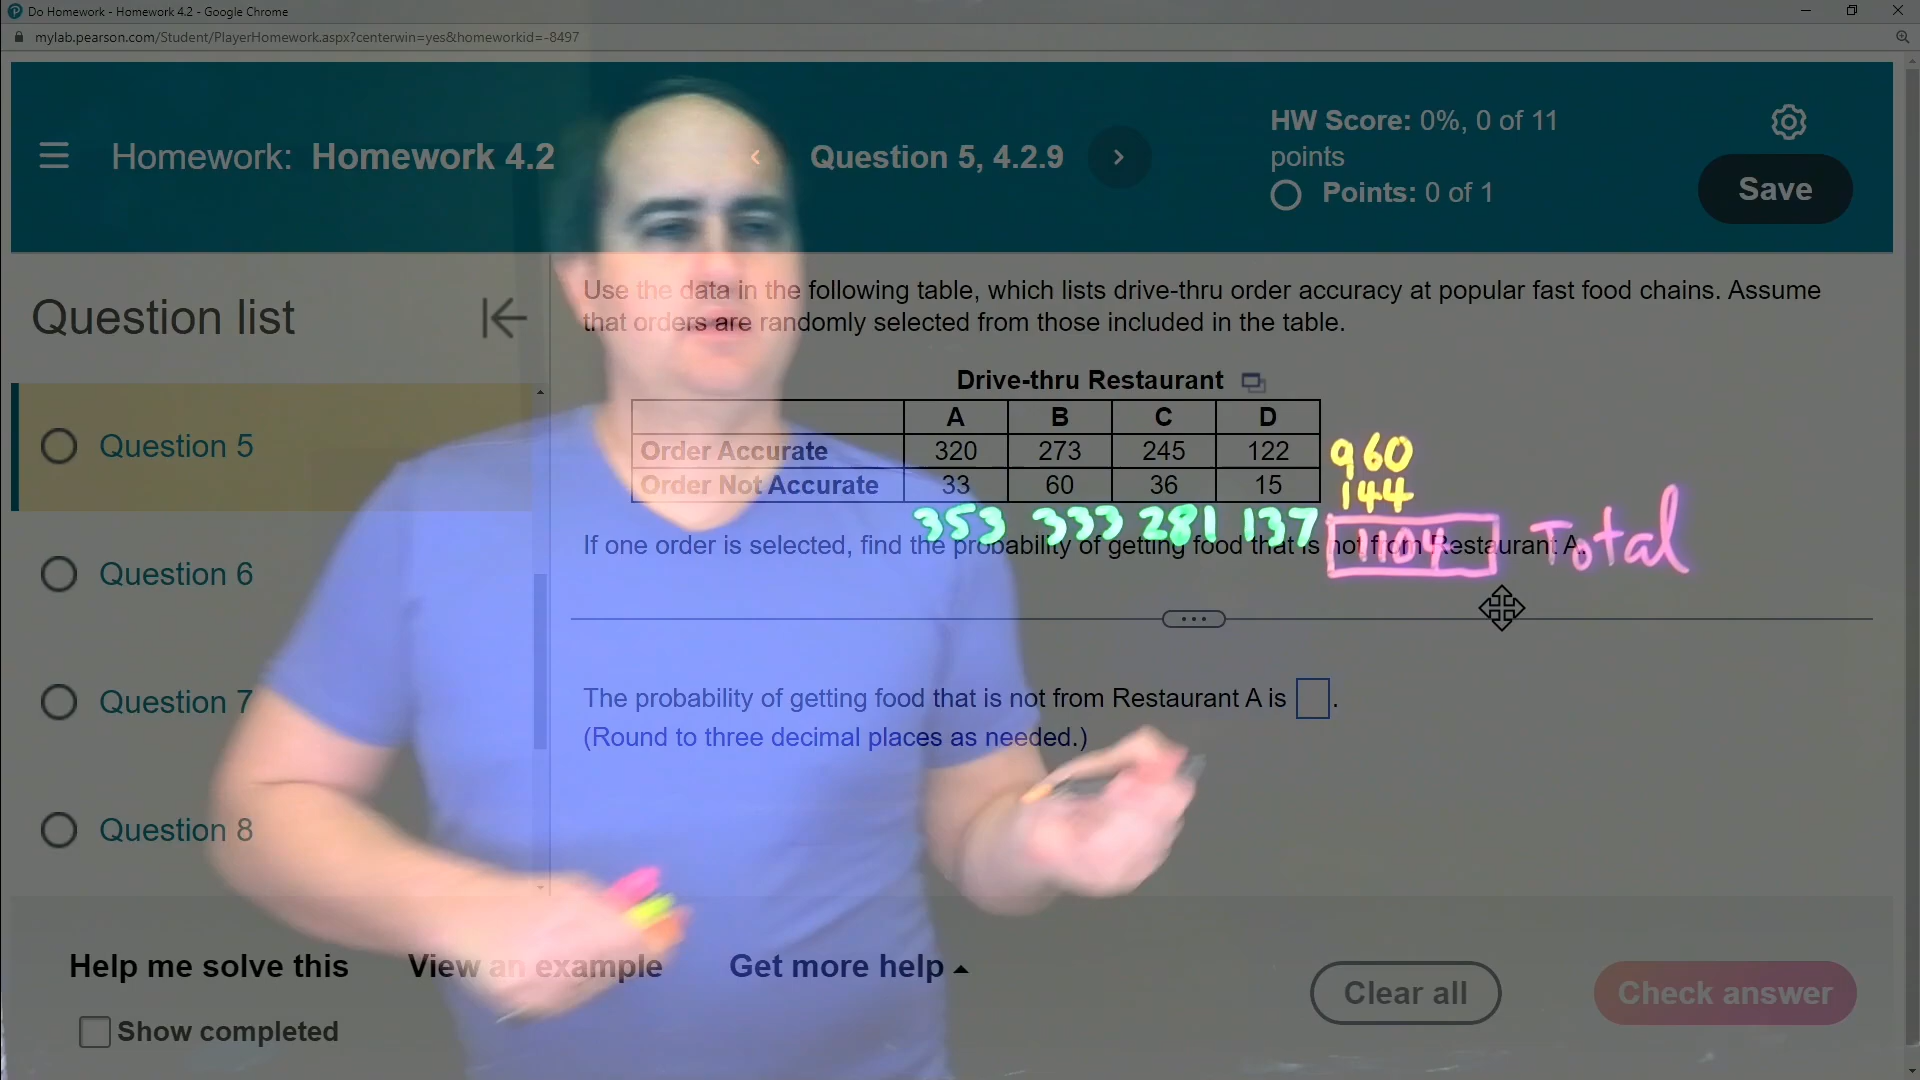 Do Homework - Homework 4.2 - Google Chrome
mylab.pearson.com/Student/PlayerHomework.aspx?centerwin=yes&homeworkid=-8497
Homework: Homework 4.2
Question 5, 4.2.9
HW Score: 0%, 0 of 11
points
Points: 0 of 1
Save
Question list
Question 5
Question 6
Question 7
Question 8
Use the data in the following table, which lists drive-thru order accuracy at popular fast food chains. Assume
that orders are randomly selected from those included in the table.
Drive-thru Restaurant
A B C D
Order Accurate 320 273 245 122 960
Order Not Accurate 33 60 36 15 144
353 333 281 137 1104 Total
If one order is selected, find the probability of getting food that is not from Restaurant A.
The probability of getting food that is not from Restaurant A is .
(Round to three decimal places as needed.)
Help me solve this
View an example
Get more help
Clear all
Check answer
Show completed